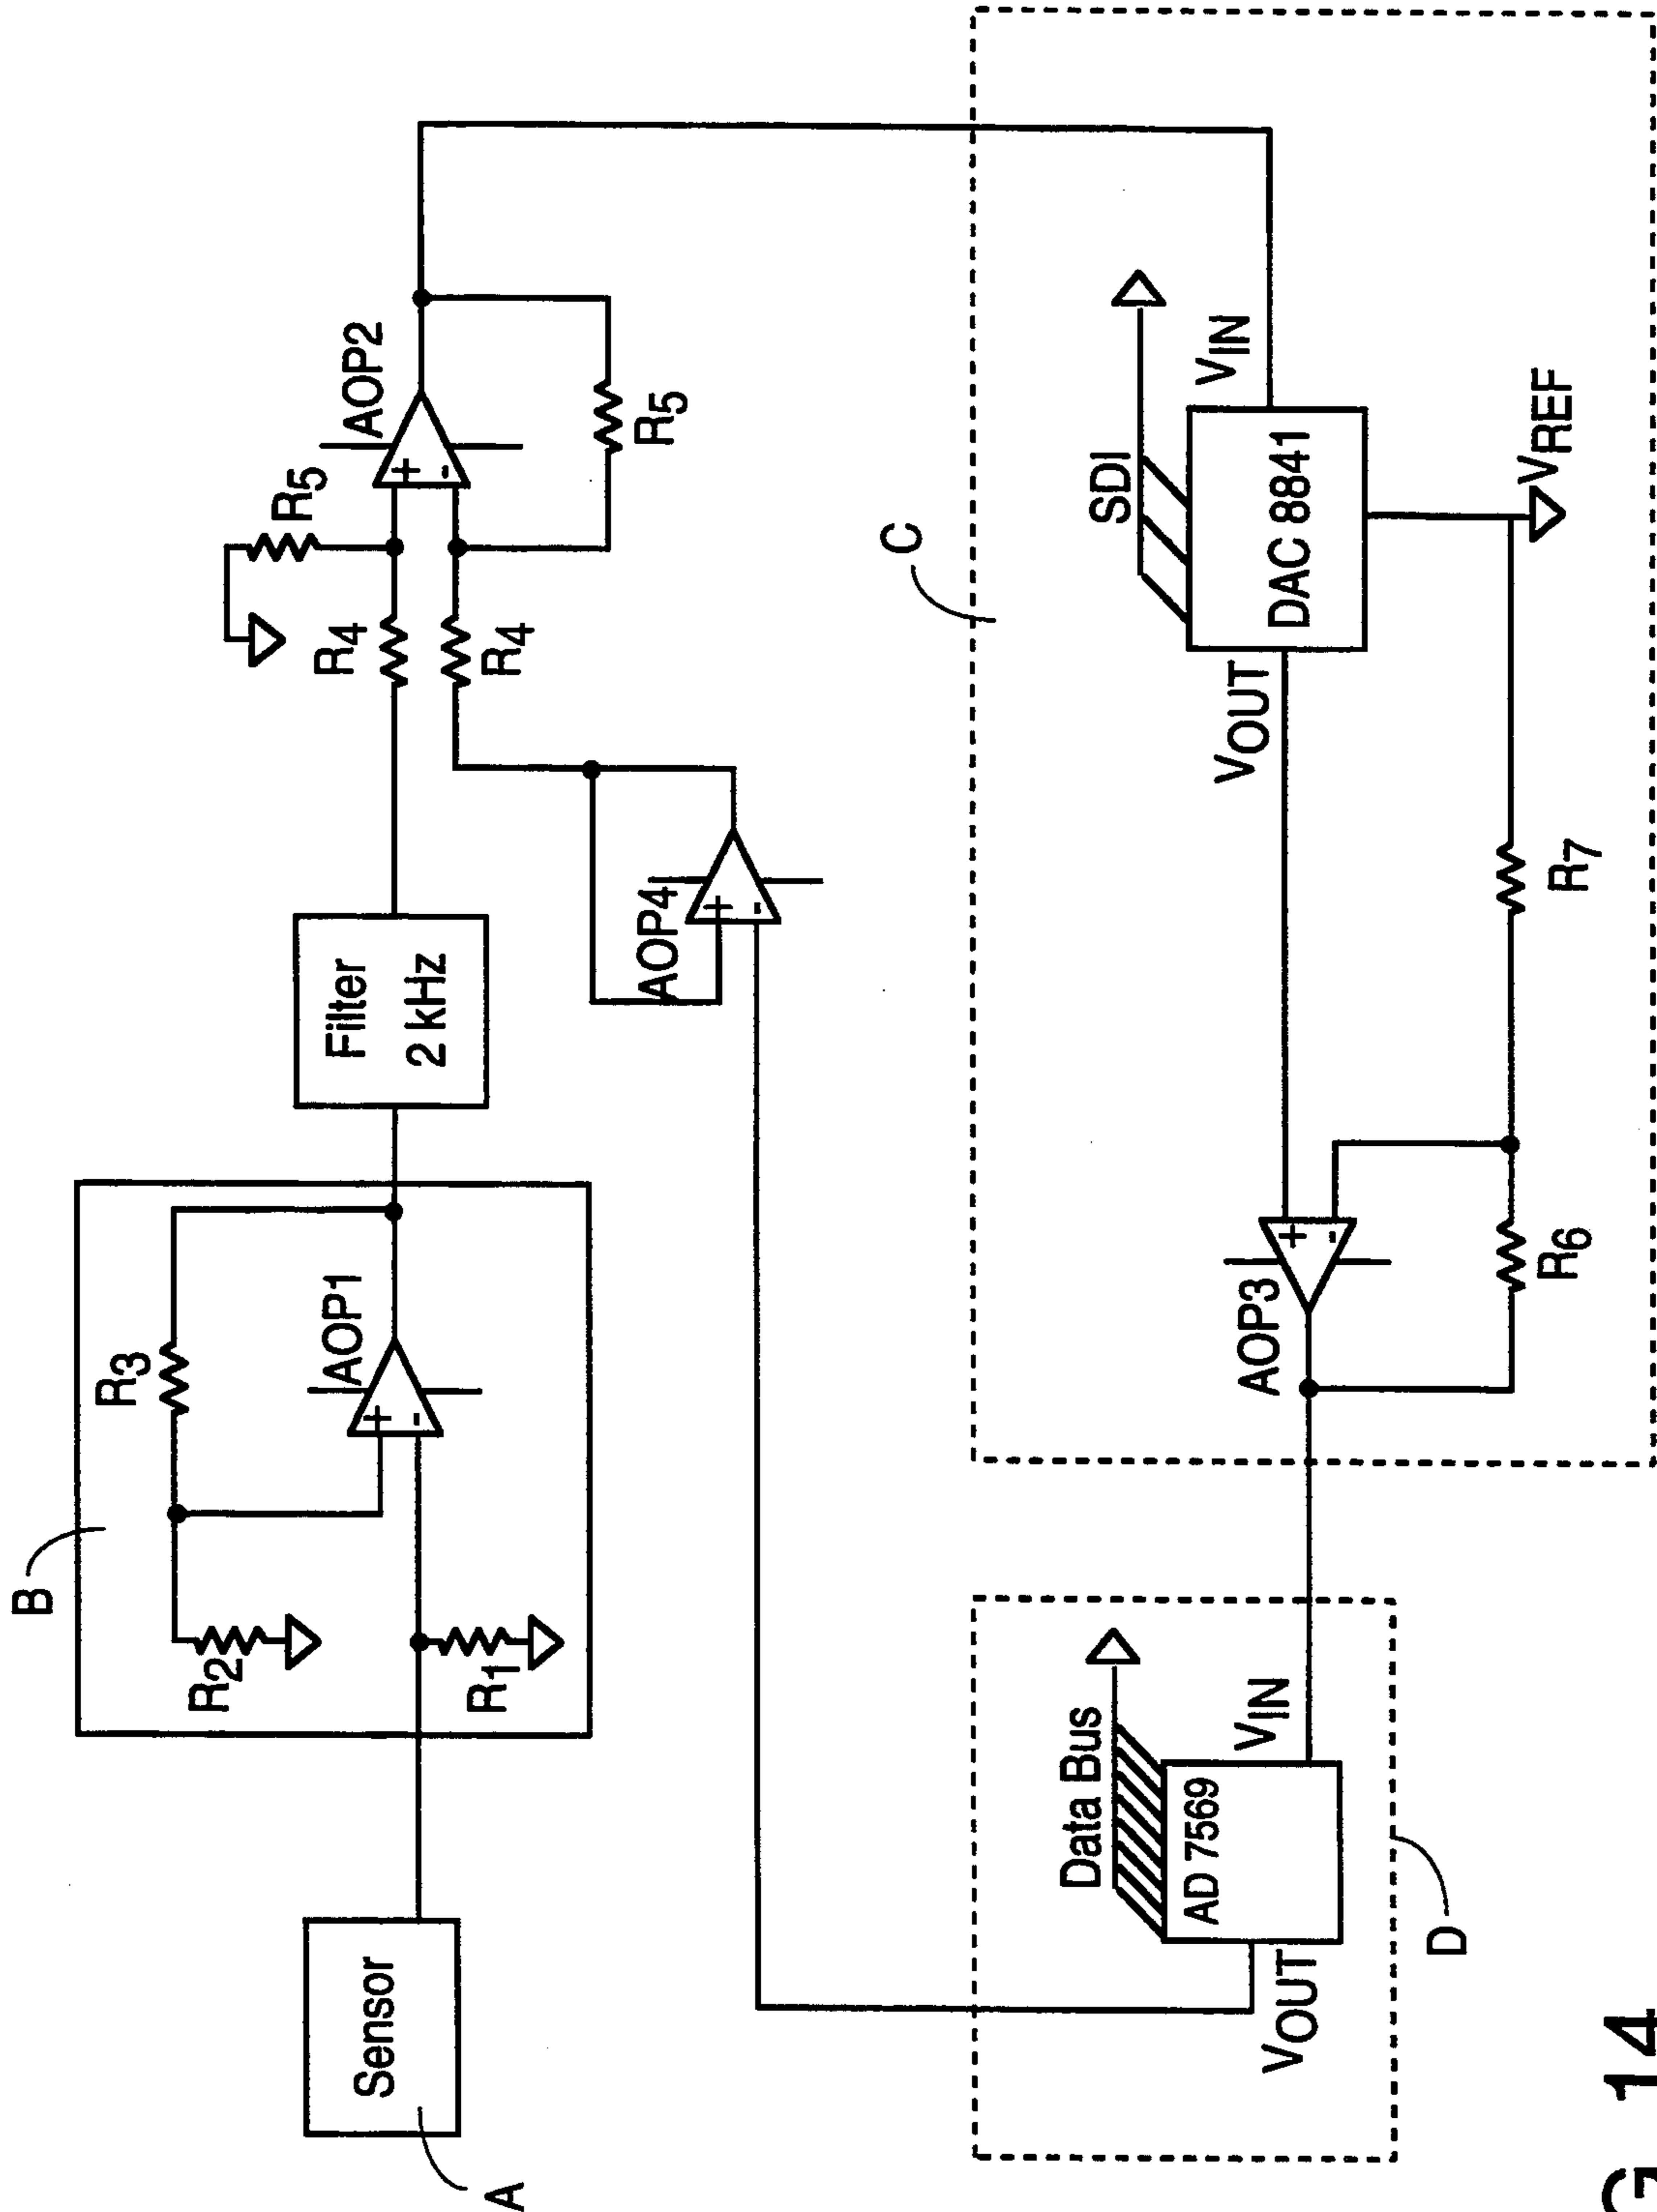 A
Sensor
B
R2
R1
R3
+
-
AOP1
Filter
2 kHz
AOP4
+
-
R4
R4
R5
+
-
AOP2
R5
C
D
Data Bus
AD 7569
VOUT
VIN
AOP3
+
-
R6
R7
VOUT
SDI
DAC 8841
VIN
VREF
G 14